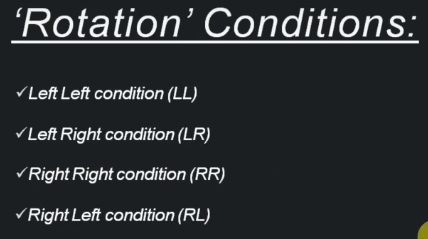 ‘Rotation’ Conditions:
✓Left Left condition (LL)
✓Left Right condition (LR)
✓Right Right condition (RR)
✓Right Left condition (RL)